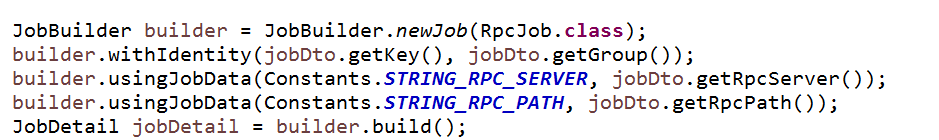 JobBuilder builder = JobBuilder.newJob(RpcJob.class);
builder.withIdentity(jobDto.getKey(), jobDto.getGroup());
builder.usingJobData(Constants.STRING_RPC_SERVER, jobDto.getRpcServer());
builder.usingJobData(Constants.STRING_RPC_PATH, jobDto.getRpcPath());
JobDetail jobDetail = builder.build();